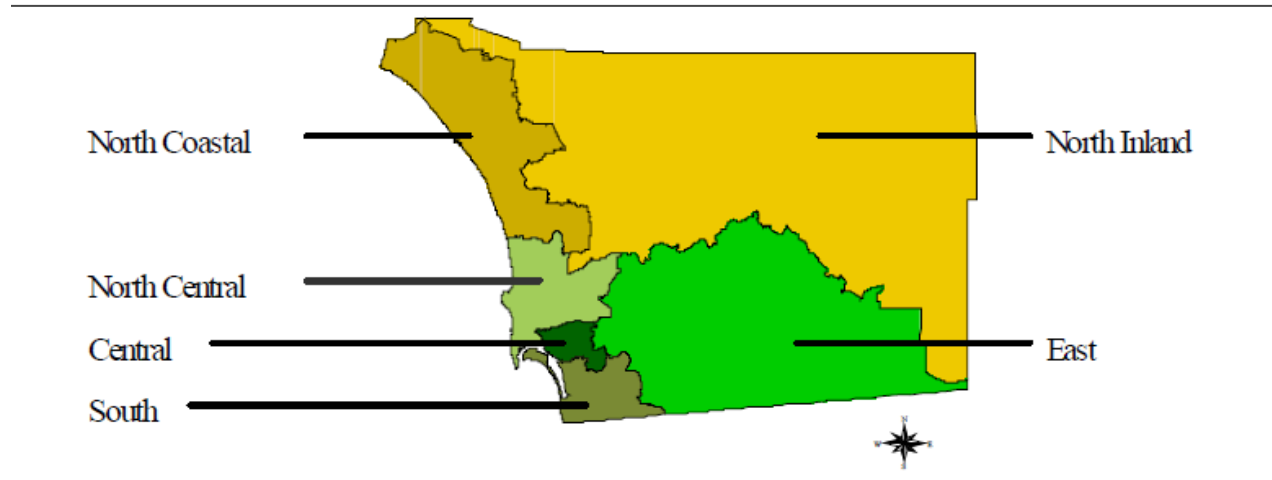 North Coastal
North Inland
North Central
Central
East
South
N
W
S